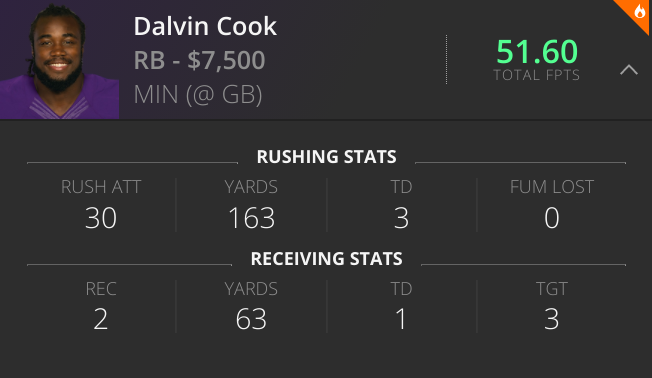 Dalvin Cook
RB - $7,500
MIN (@ GB)
51.60
TOTAL FPTS
RUSHING STATS
RUSH ATT YARDS TD FUM LOST
30 163 3 0
RECEIVING STATS
REC YARDS TD TGT
2 63 1 3